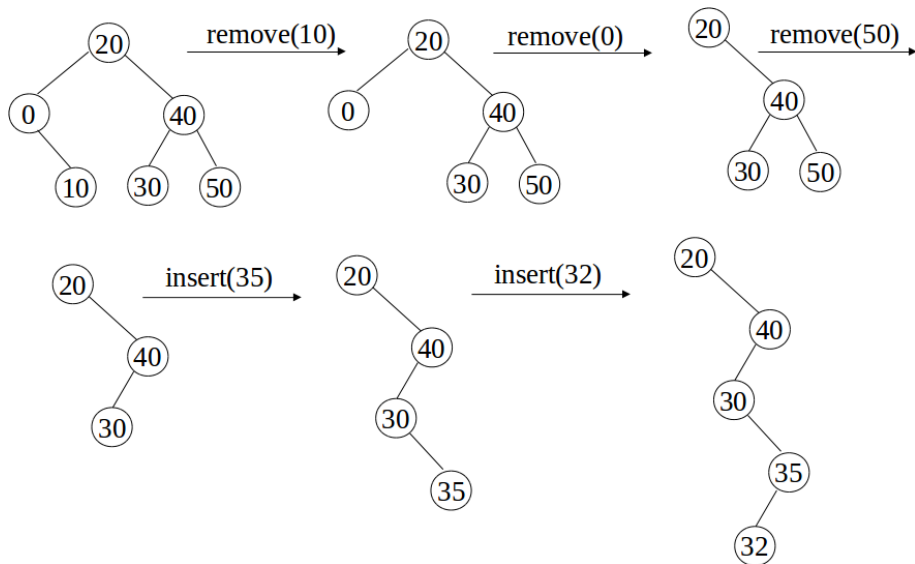 20 remove(10) 20 remove(0) 20 remove(50)
0 40 0 40 40
10 30 50 30 50 30 50
20 insert(35) 20 insert(32) 20
40 40 40
30 30 30
35 35
32